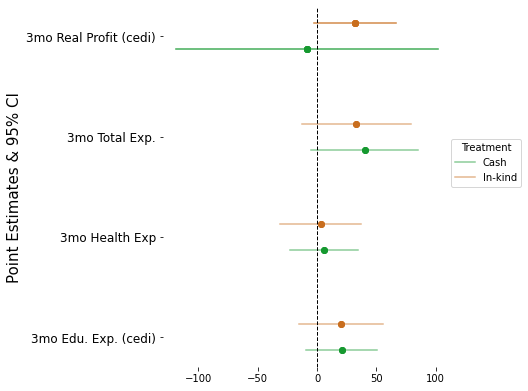 Point Estimates & 95% CI
3mo Real Profit (cedi)
3mo Total Exp.
3mo Health Exp
3mo Edu. Exp. (cedi)
Treatment
Cash
In-kind
−100 −50 0 50 100